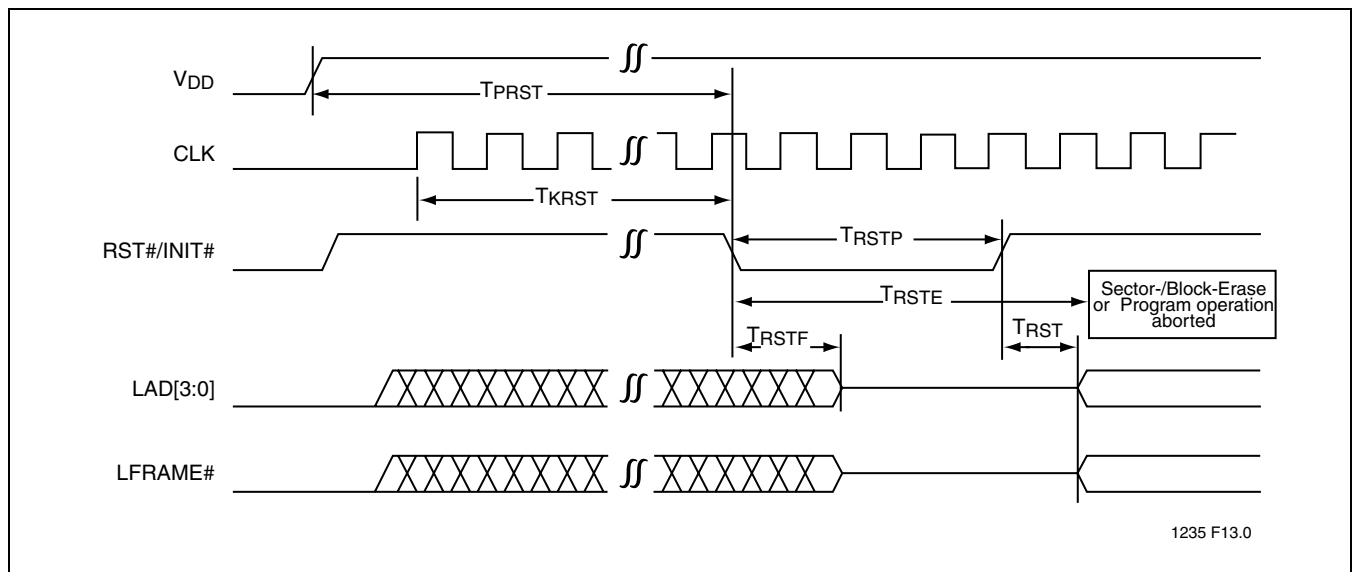 VDD
TPRST
CLK
TKRST
RST#/INIT#
TRSTP
TRSTE
Sector-/Block-Erase
or Program operation
aborted
TRSTF
TRST
LAD[3:0]
LFRAME#
1235 F13.0